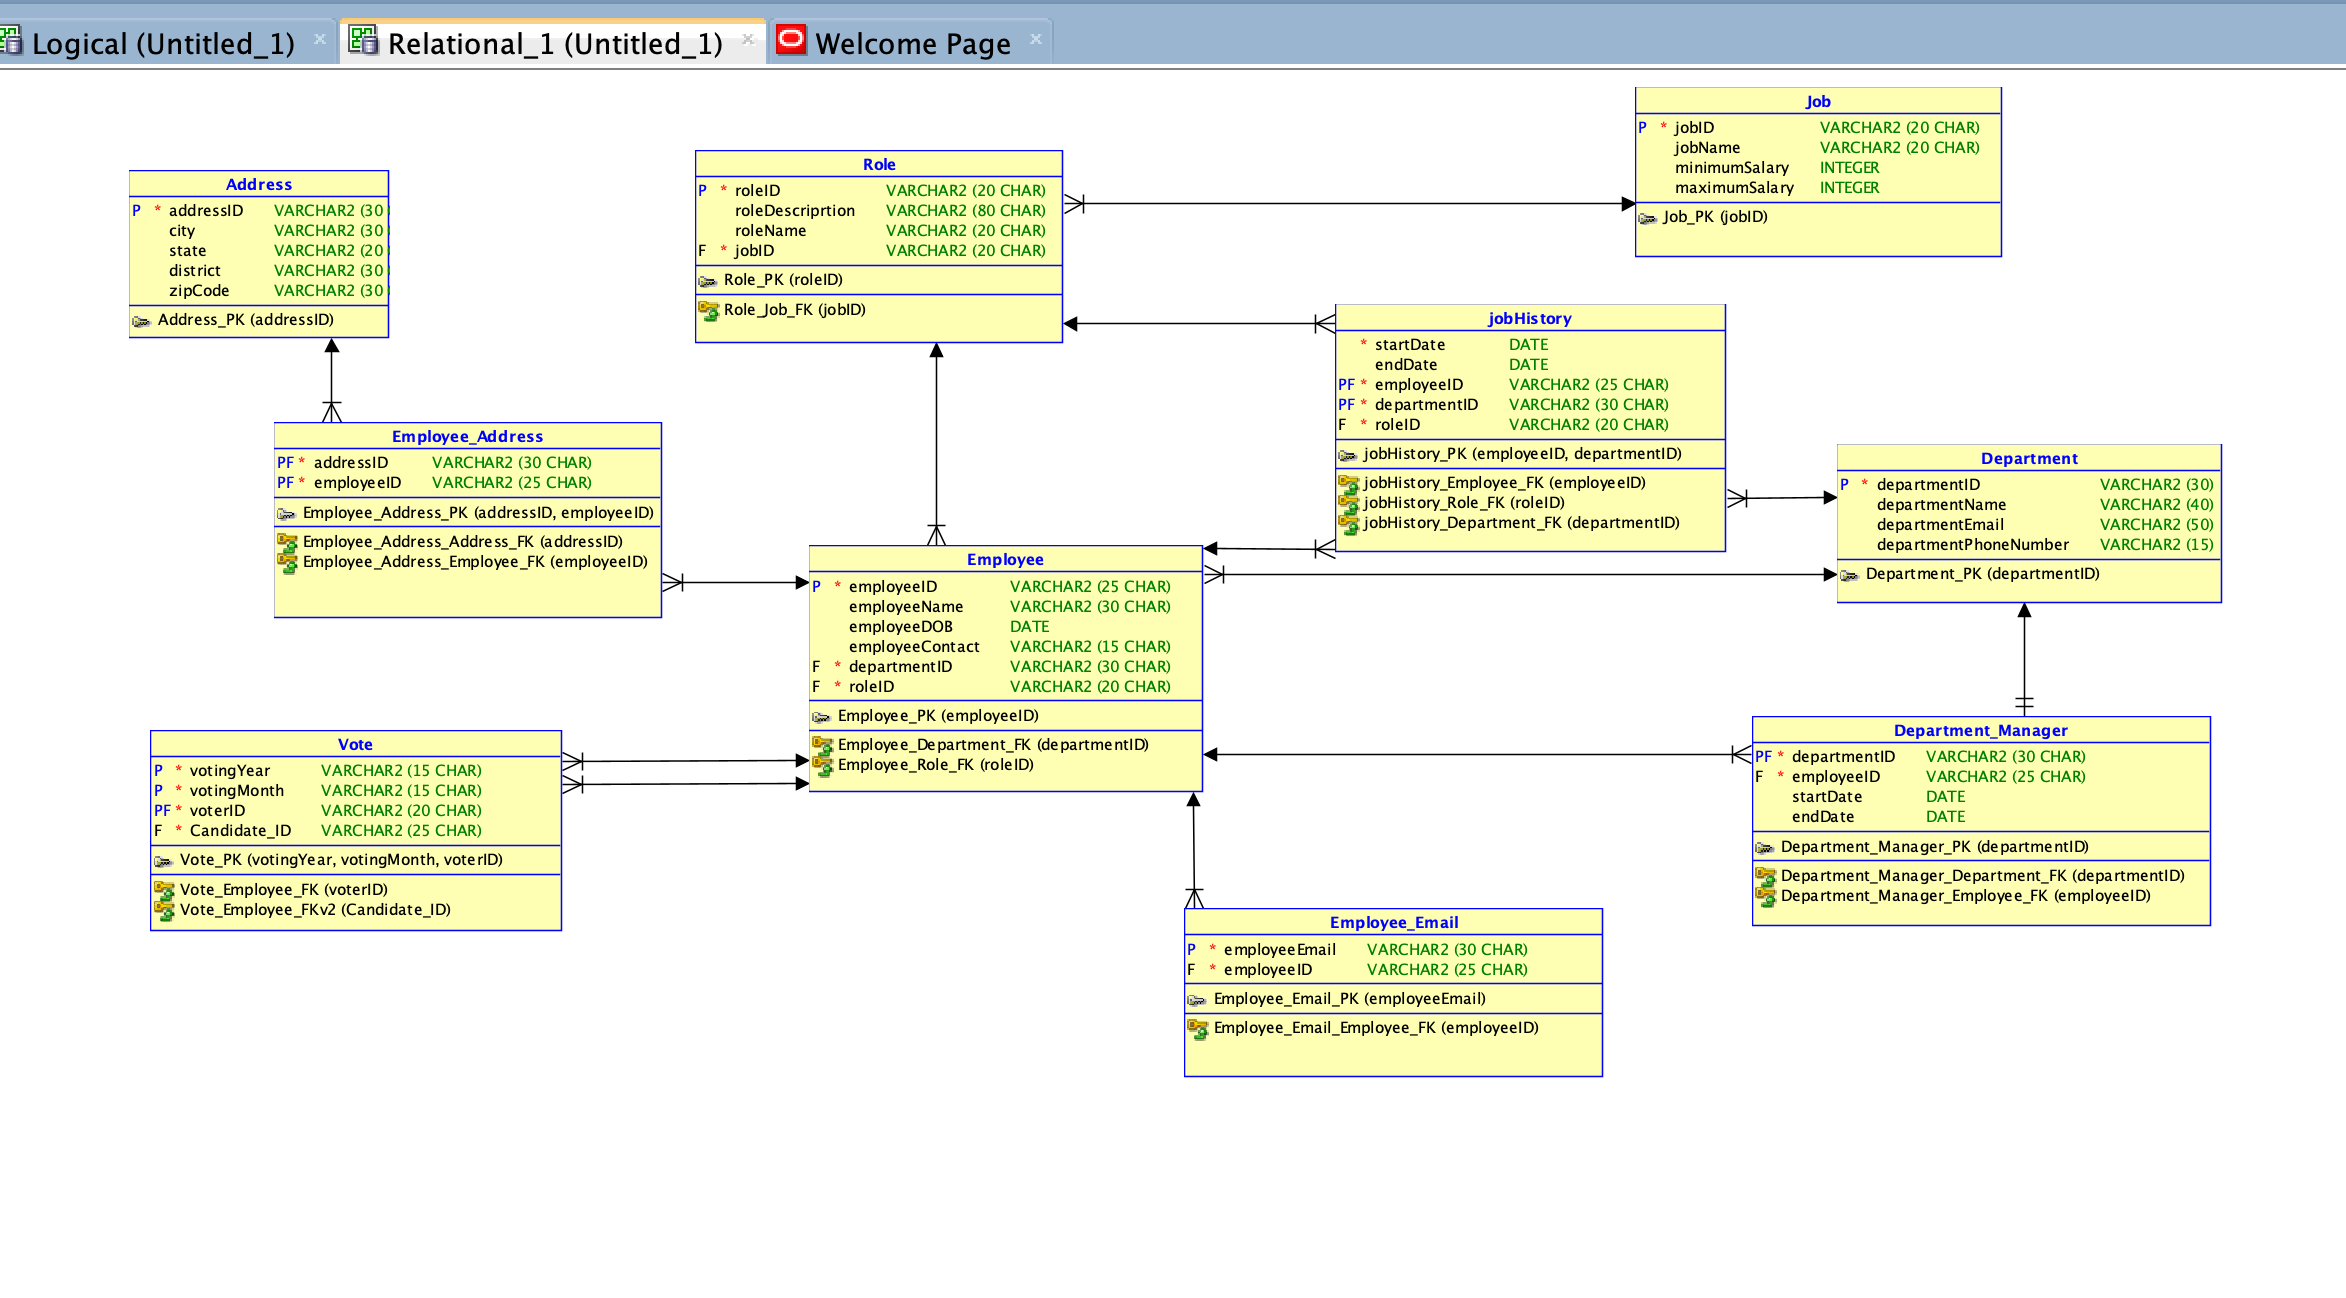 Logical (Untitled_1)
Relational_1 (Untitled_1)
Welcome Page
Job
P * jobID VARCHAR2 (20 CHAR)
jobName VARCHAR2 (20 CHAR)
minimumSalary INTEGER
maximumSalary INTEGER
Job_PK (jobID)
Role
P * roleID VARCHAR2 (20 CHAR)
roleDescriprtion VARCHAR2 (80 CHAR)
roleName VARCHAR2 (20 CHAR)
F * jobID VARCHAR2 (20 CHAR)
Role_PK (roleID)
Role_Job_FK (jobID)
Address
P * addressID VARCHAR2 (30
city VARCHAR2 (30
state VARCHAR2 (20
district VARCHAR2 (30
zipCode VARCHAR2 (30
Address_PK (addressID)
jobHistory
* startDate DATE
endDate DATE
PF * employeeID VARCHAR2 (25 CHAR)
PF * departmentID VARCHAR2 (30 CHAR)
F * roleID VARCHAR2 (20 CHAR)
jobHistory_PK (employeeID, departmentID)
jobHistory_Employee_FK (employeeID)
jobHistory_Role_FK (roleID)
jobHistory_Department_FK (departmentID)
Employee_Address
PF * addressID VARCHAR2 (30 CHAR)
PF * employeeID VARCHAR2 (25 CHAR)
Employee_Address_PK (addressID, employeeID)
Employee_Address_Address_FK (addressID)
Employee_Address_Employee_FK (employeeID)
Department
P * departmentID VARCHAR2 (30)
departmentName VARCHAR2 (40)
departmentEmail VARCHAR2 (50)
departmentPhoneNumber VARCHAR2 (15)
Department_PK (departmentID)
Employee
P * employeeID VARCHAR2 (25 CHAR)
employeeName VARCHAR2 (30 CHAR)
employeeDOB DATE
employeeContact VARCHAR2 (15 CHAR)
F * departmentID VARCHAR2 (30 CHAR)
F * roleID VARCHAR2 (20 CHAR)
Employee_PK (employeeID)
Employee_Department_FK (departmentID)
Employee_Role_FK (roleID)
Vote
P * votingYear VARCHAR2 (15 CHAR)
P * votingMonth VARCHAR2 (15 CHAR)
PF * voterID VARCHAR2 (20 CHAR)
F * Candidate_ID VARCHAR2 (25 CHAR)
Vote_PK (votingYear, votingMonth, voterID)
Vote_Employee_FK (voterID)
Vote_Employee_FKv2 (Candidate_ID)
Department_Manager
PF * departmentID VARCHAR2 (30 CHAR)
F * employeeID VARCHAR2 (25 CHAR)
startDate DATE
endDate DATE
Department_Manager_PK (departmentID)
Department_Manager_Department_FK (departmentID)
Department_Manager_Employee_FK (employeeID)
Employee_Email
P * employeeEmail VARCHAR2 (30 CHAR)
F * employeeID VARCHAR2 (25 CHAR)
Employee_Email_PK (employeeEmail)
Employee_Email_Employee_FK (employeeID)